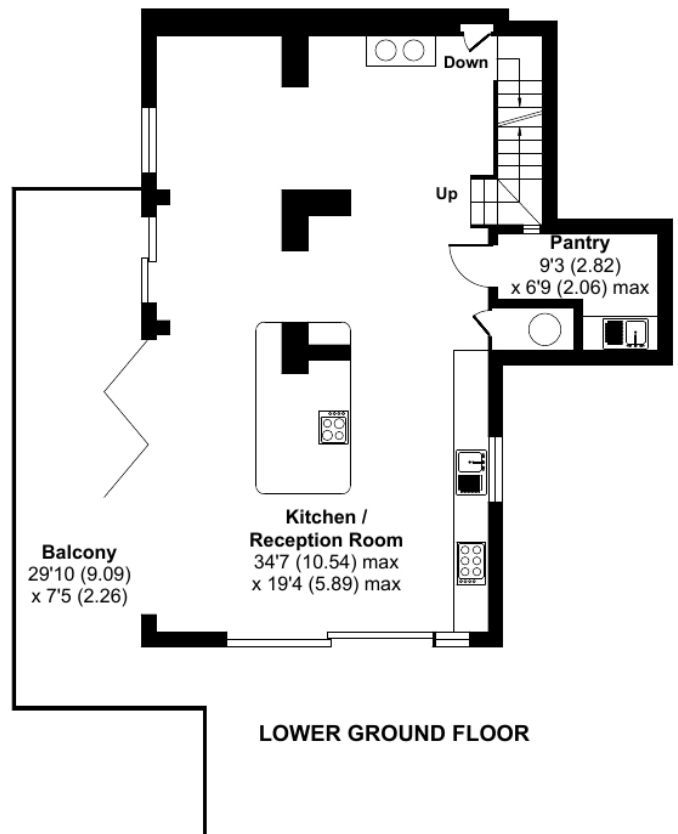 Down
Up
Pantry
9'3 (2.82)
x 6'9 (2.06) max
Kitchen /
Reception Room
34'7 (10.54) max
x 19'4 (5.89) max
Balcony
29'10 (9.09)
x 7'5 (2.26)
LOWER GROUND FLOOR